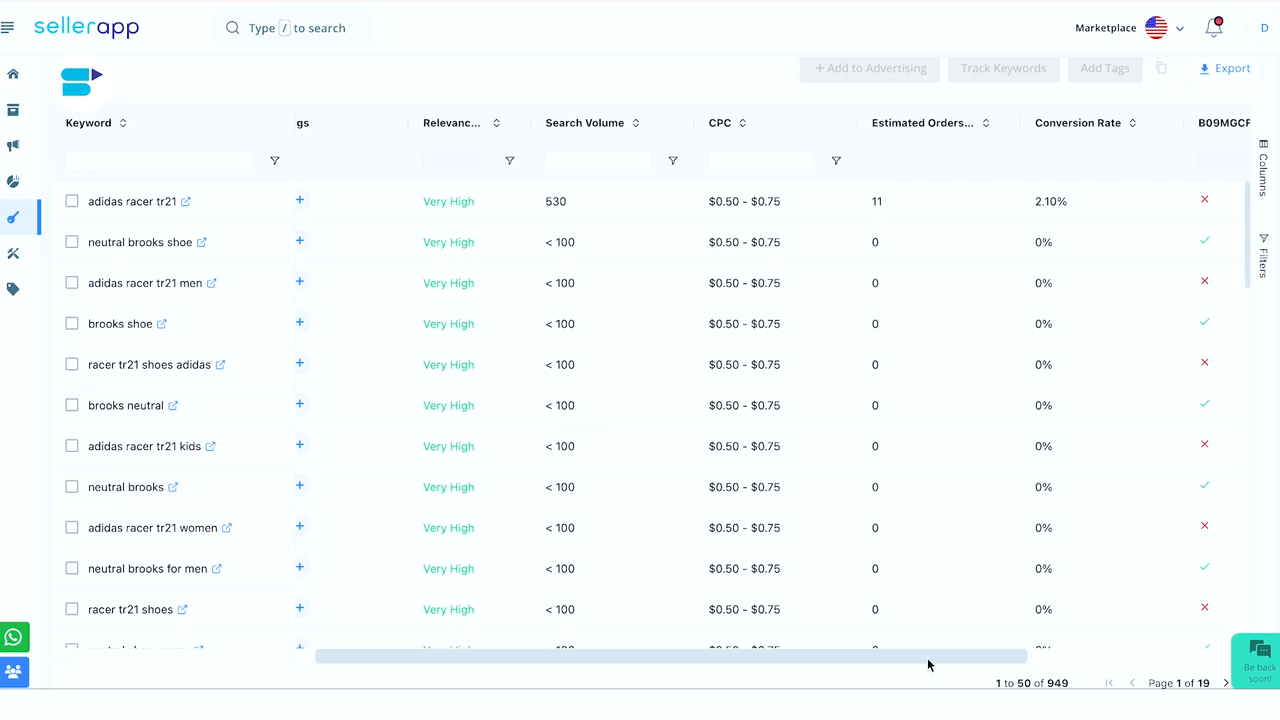 sellerapp
Type / to search
Marketplace
D
+ Add to Advertising Track Keywords Add Tags Export
Keyword gs Relevanc... Search Volume CPC Estimated Orders... Conversion Rate B09MGCF
Columns
Filters
adidas racer tr21 + Very High 530 $0.50 - $0.75 11 2.10%
neutral brooks shoe + Very High < 100 $0.50 - $0.75 0 0%
adidas racer tr21 men + Very High < 100 $0.50 - $0.75 0 0%
brooks shoe + Very High < 100 $0.50 - $0.75 0 0%
racer tr21 shoes adidas + Very High < 100 $0.50 - $0.75 0 0%
brooks neutral + Very High < 100 $0.50 - $0.75 0 0%
adidas racer tr21 kids + Very High < 100 $0.50 - $0.75 0 0%
neutral brooks + Very High < 100 $0.50 - $0.75 0 0%
adidas racer tr21 women + Very High < 100 $0.50 - $0.75 0 0%
neutral brooks for men + Very High < 100 $0.50 - $0.75 0 0%
racer tr21 shoes + Very High < 100 $0.50 - $0.75 0 0%
1 to 50 of 949 Page 1 of 19
Be back
soon!